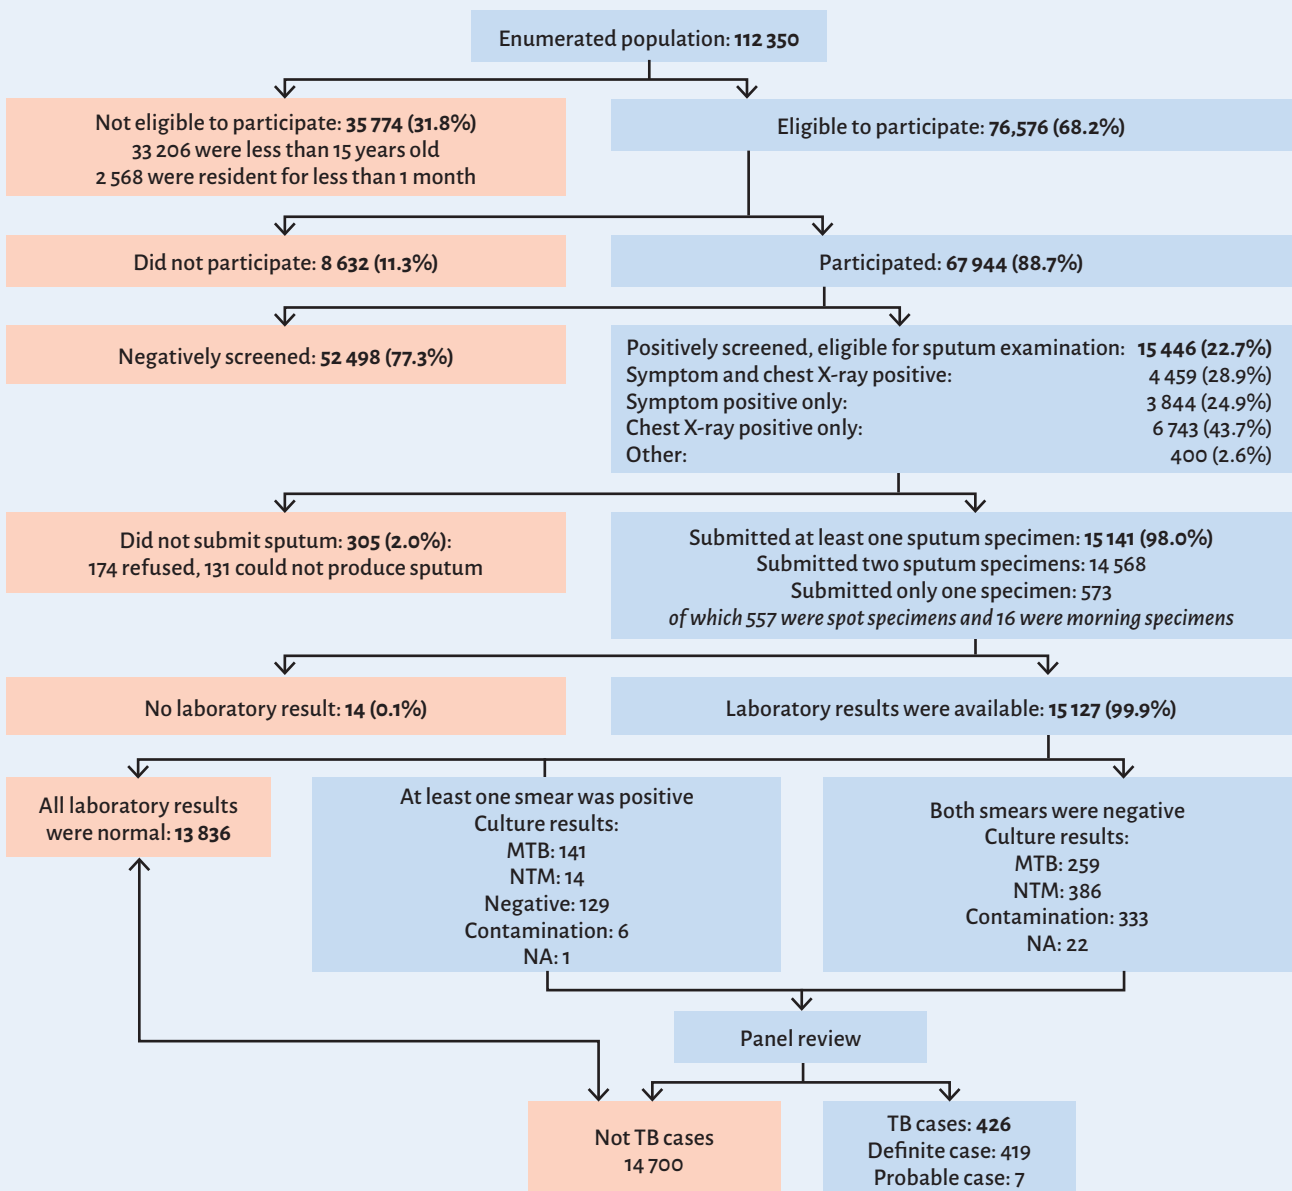 Enumerated population: 112 350
Not eligible to participate: 35 774 (31.8%)
33 206 were less than 15 years old
2 568 were resident for less than 1 month
Eligible to participate: 76,576 (68.2%)
Did not participate: 8 632 (11.3%)
Participated: 67 944 (88.7%)
Negatively screened: 52 498 (77.3%)
Positively screened, eligible for sputum examination: 15 446 (22.7%)
Symptom and chest X-ray positive: 4 459 (28.9%)
Symptom positive only: 3 844 (24.9%)
Chest X-ray positive only: 6 743 (43.7%)
Other: 400 (2.6%)
Did not submit sputum: 305 (2.0%):
174 refused, 131 could not produce sputum
Submitted at least one sputum specimen: 15 141 (98.0%)
Submitted two sputum specimens: 14 568
Submitted only one specimen: 573
of which 557 were spot specimens and 16 were morning specimens
No laboratory result: 14 (0.1%)
Laboratory results were available: 15 127 (99.9%)
All laboratory results
were normal: 13 836
At least one smear was positive
Culture results:
MTB: 141
NTM: 14
Negative: 129
Contamination: 6
NA: 1
Both smears were negative
Culture results:
MTB: 259
NTM: 386
Contamination: 333
NA: 22
Panel review
Not TB cases
14 700
TB cases: 426
Definite case: 419
Probable case: 7